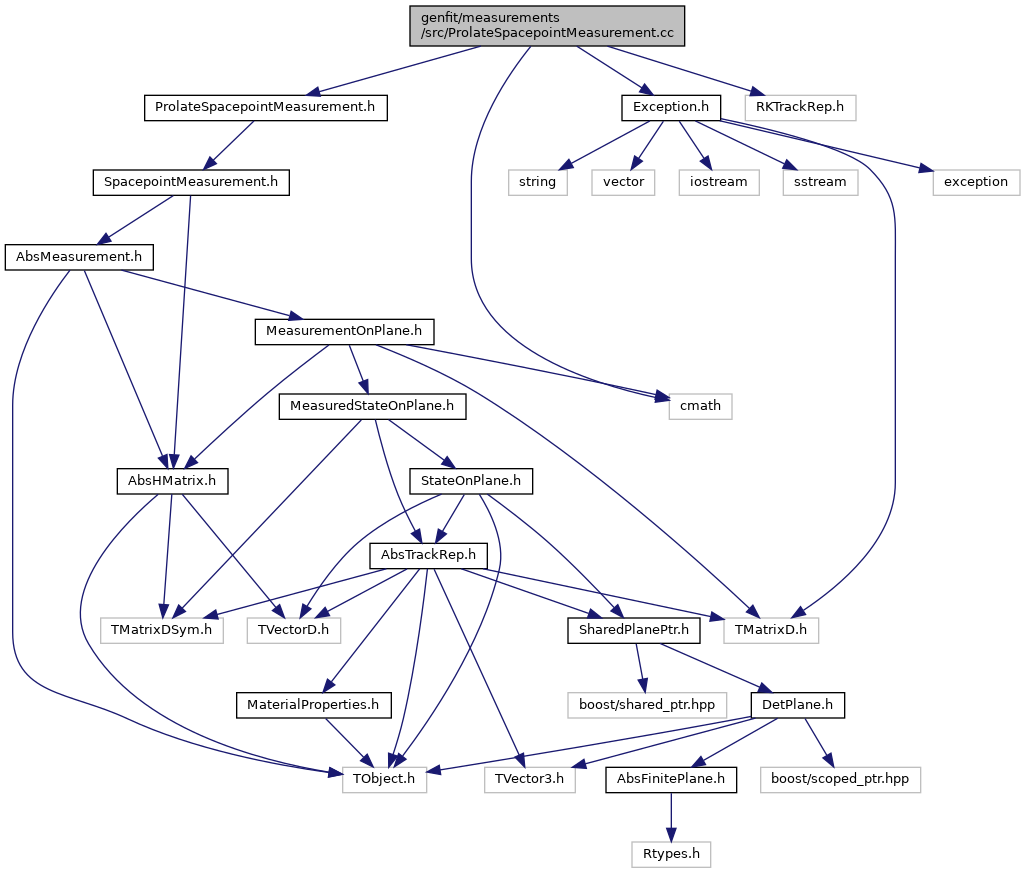 genfit/measurements
/src/ProlateSpacepointMeasurement.cc
ProlateSpacepointMeasurement.h
Exception.h
RKTrackRep.h
SpacepointMeasurement.h
string
vector
iostream
sstream
exception
AbsMeasurement.h
MeasurementOnPlane.h
MeasuredStateOnPlane.h
cmath
AbsHMatrix.h
StateOnPlane.h
AbsTrackRep.h
TMatrixDSym.h
TVectorD.h
SharedPlanePtr.h
TMatrixD.h
MaterialProperties.h
boost/shared_ptr.hpp
DetPlane.h
TObject.h
TVector3.h
AbsFinitePlane.h
boost/scoped_ptr.hpp
Rtypes.h